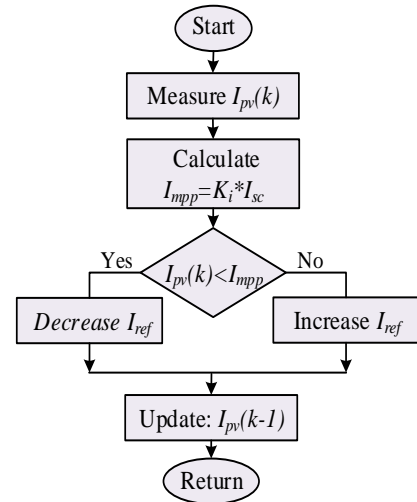 Start
Measure I_pv(k)
Calculate
I_mpp=K_i*I_sc
Yes
I_pv(k)<I_mpp
No
Decrease I_ref
Increase I_ref
Update: I_pv(k-1)
Return